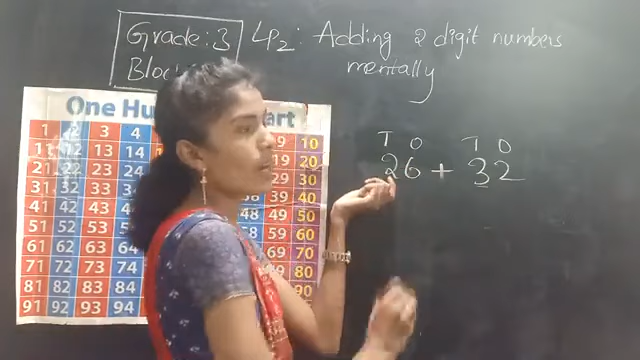 Grade: 3 LP2: Adding 2 digit numbers
mentally
One Hu art
1 2 3 4 9 10
11 12 13 14 19 20
21 22 23 24 29 30
31 32 33 39 40
41 42 43 44 48 49 50
51 52 53 54 59 60
61 62 63 64 69 70
71 72 73 74 79 80
81 82 83 84 90
91 92 93 94
T O T O
26 + 32